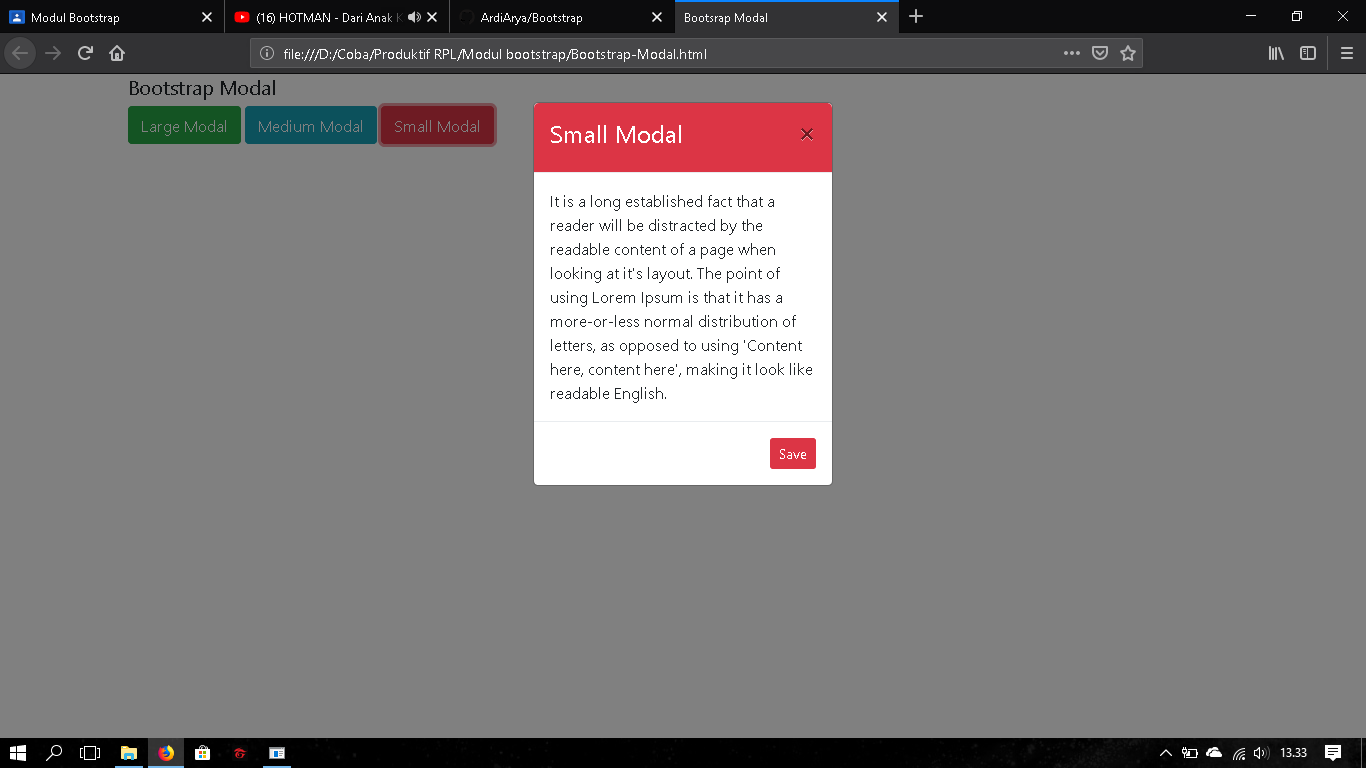 Modul Bootstrap
(16) HOTMAN - Dari Anak K
ArdiArya/Bootstrap
Bootsrap Modal
file:///D:/Coba/Produktif RPL/Modul bootstrap/Bootstrap-Modal.html
Bootstrap Modal
Large Modal
Medium Modal
Small Modal
Small Modal
×
It is a long established fact that a
reader will be distracted by the
readable content of a page when
looking at it's layout. The point of
using Lorem Ipsum is that it has a
more-or-less normal distribution of
letters, as opposed to using 'Content
here, content here', making it look like
readable English.
Save
13.33